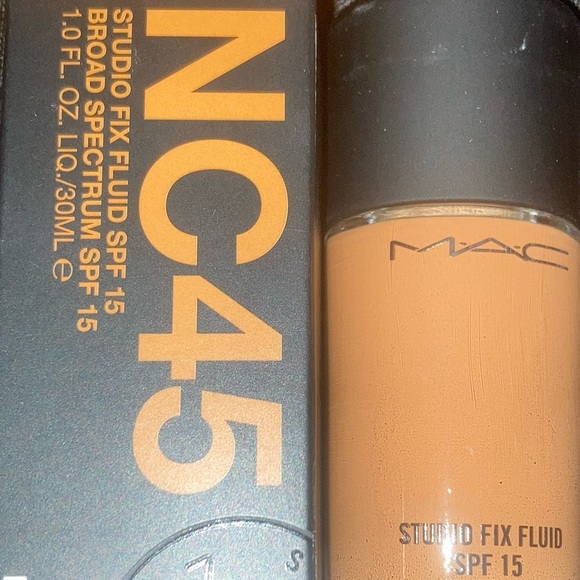 NC45
STUDIO FIX FLUID SPF 15
BROAD SPECTRUM SPF 15
1.0 FL. OZ. LIQ./30ML ℮
S
M·A·C
STUDIO FIX FLUID
SPF 15